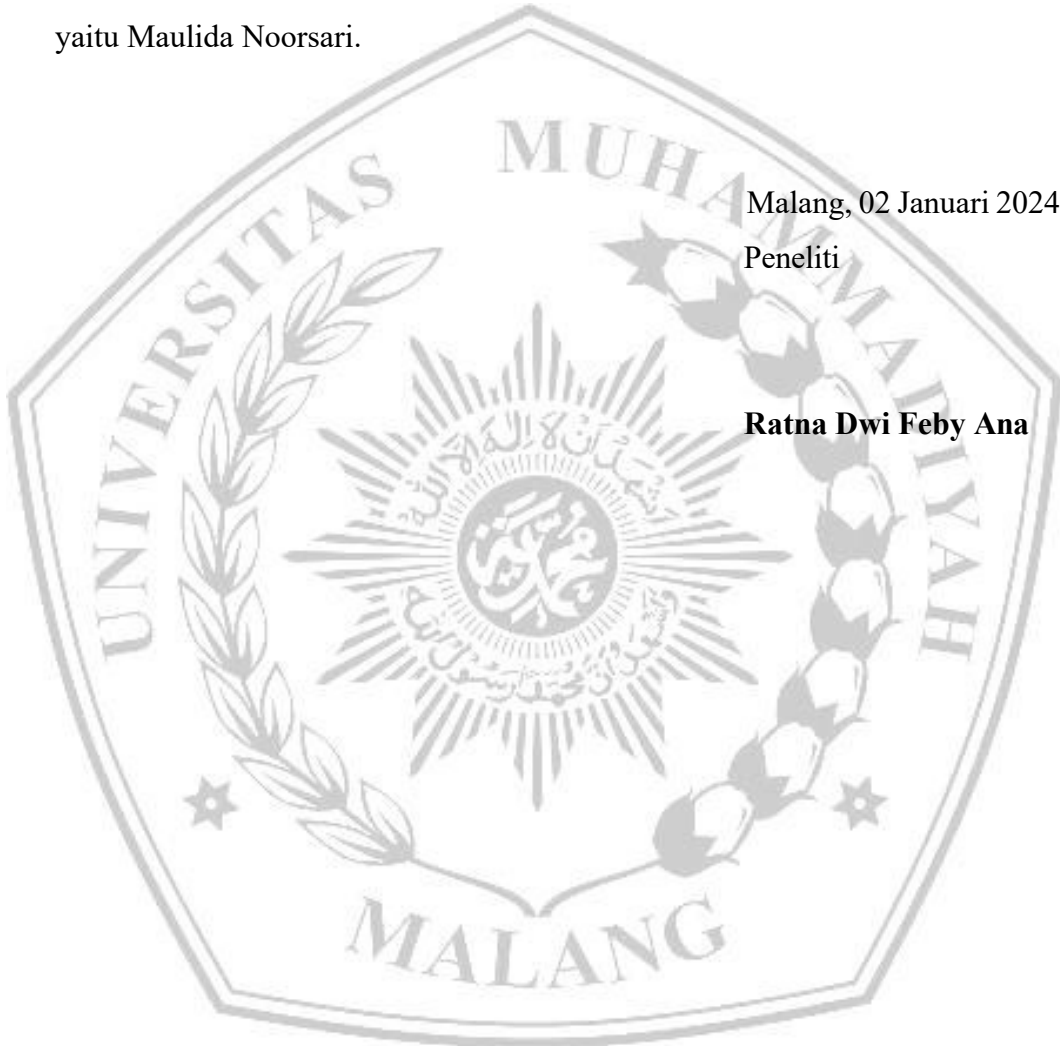 yaitu Maulida Noorsari.
UNIVERSITAS MUHAMMADIYAH
Malang, 02 Januari 2024
Peneliti
Ratna Dwi Feby Ana
MALANG